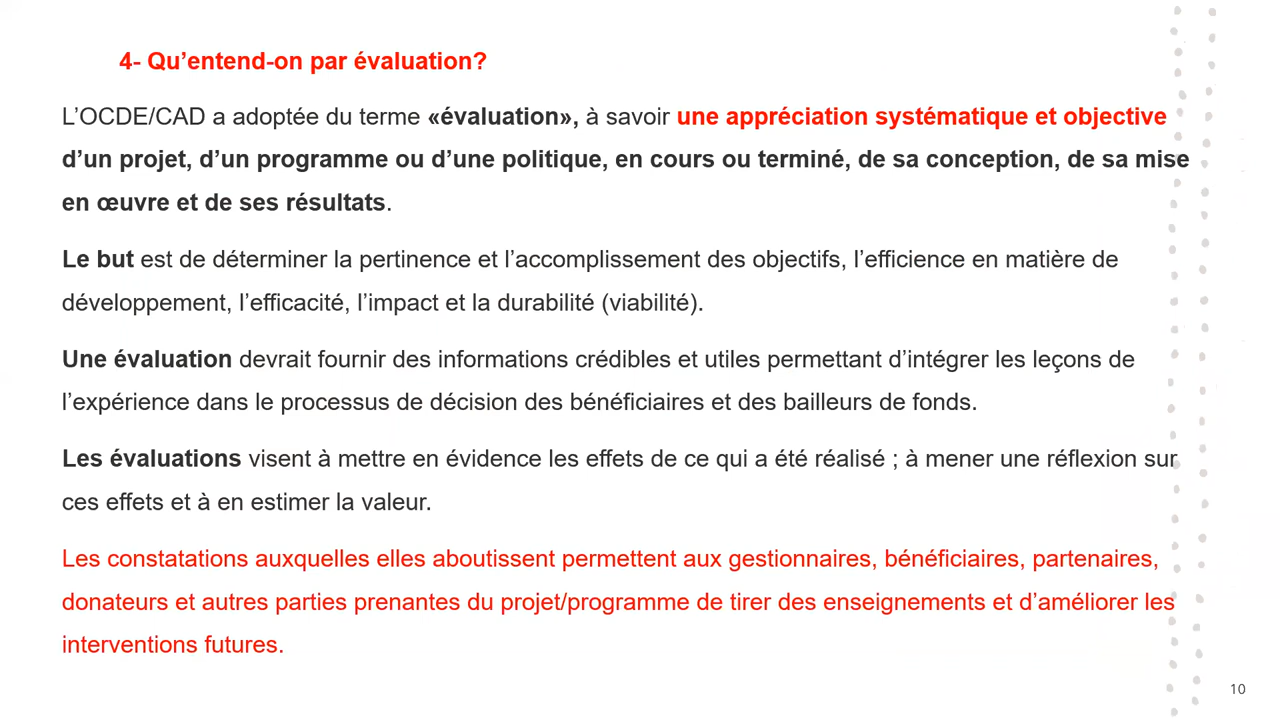 4- Qu’entend-on par évaluation?
L’OCDE/CAD a adoptée du terme «évaluation», à savoir une appréciation systématique et objective
d’un projet, d’un programme ou d’une politique, en cours ou terminé, de sa conception, de sa mise
en œuvre et de ses résultats.
Le but est de déterminer la pertinence et l’accomplissement des objectifs, l’efficience en matière de
développement, l’efficacité, l’impact et la durabilité (viabilité).
Une évaluation devrait fournir des informations crédibles et utiles permettant d’intégrer les leçons de
l’expérience dans le processus de décision des bénéficiaires et des bailleurs de fonds.
Les évaluations visent à mettre en évidence les effets de ce qui a été réalisé ; à mener une réflexion sur
ces effets et à en estimer la valeur.
Les constatations auxquelles elles aboutissent permettent aux gestionnaires, bénéficiaires, partenaires,
donateurs et autres parties prenantes du projet/programme de tirer des enseignements et d’améliorer les
interventions futures.
10